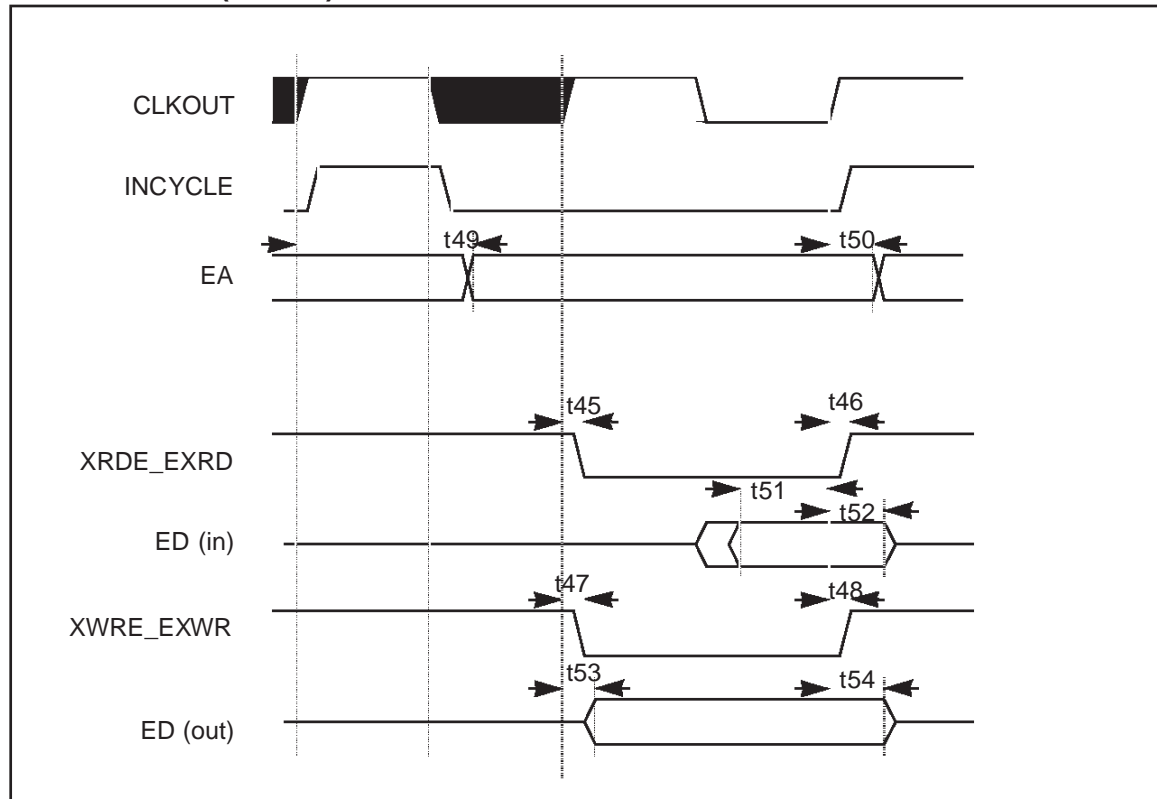 CLKOUT
INCYCLE
t49
t50
EA
t45
t46
XRDE_EXRD
t51
t52
ED (in)
t47
t48
XWRE_EXWR
t53
t54
ED (out)